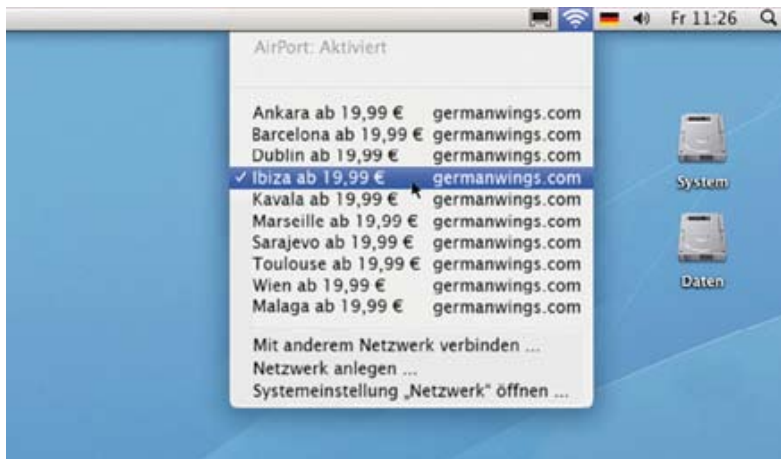 Fr 11:26
AirPort: Aktiviert
Ankara ab 19,99 € germanwings.com
Barcelona ab 19,99 € germanwings.com
Dublin ab 19,99 € germanwings.com
✓ Ibiza ab 19,99 € germanwings.com
Kavala ab 19,99 € germanwings.com
Marseille ab 19,99 € germanwings.com
Sarajevo ab 19,99 € germanwings.com
Toulouse ab 19,99 € germanwings.com
Wien ab 19,99 € germanwings.com
Malaga ab 19,99 € germanwings.com
Mit anderem Netzwerk verbinden ...
Netzwerk anlegen ...
Systemeinstellung „Netzwerk“ öffnen ...
System
Daten